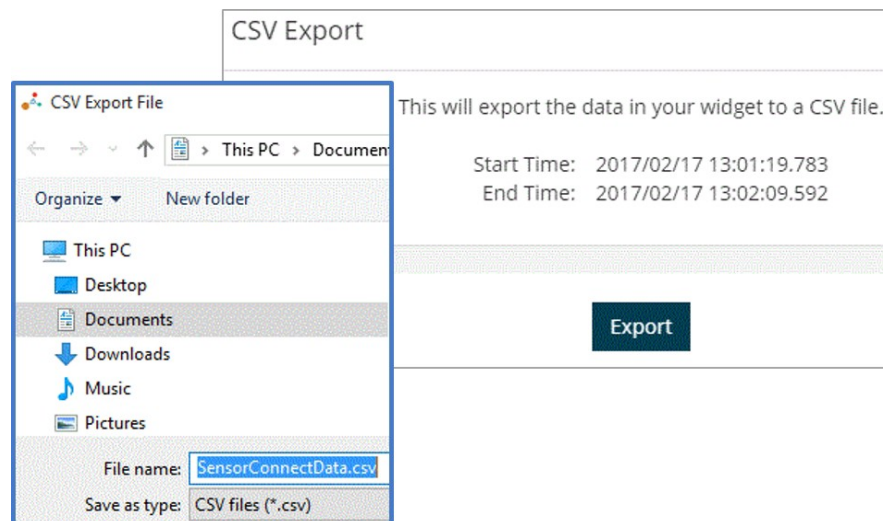 CSV Export
This will export the data in your widget to a CSV file.
Start Time: 2017/02/17 13:01:19.783
End Time: 2017/02/17 13:02:09.592
Export
CSV Export File
This PC > Documen
Organize
New folder
This PC
Desktop
Documents
Downloads
Music
Pictures
File name: SensorConnectData.csv
Save as type: CSV files (*.csv)